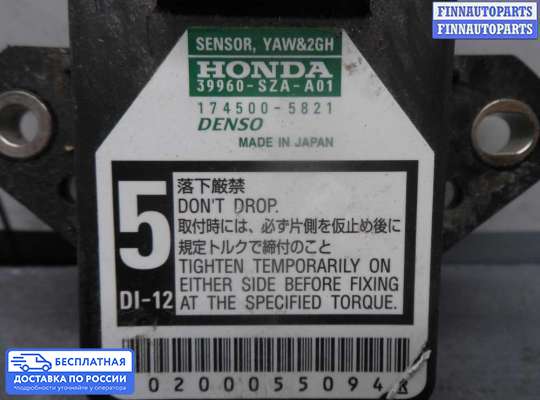 FINNAUTOPARTS
FINNAUTOPARTS
SENSOR, YAW&2GH
HONDA
39960-SZA-A01
174500-5821
DENSO
MADE IN JAPAN
5
DI-12
落下厳禁
DON'T DROP.
取付時には、必ず片側を仮止め後に
規定トルクで締付のこと
TIGHTEN TEMPORARILY ON
EITHER SIDE BEFORE FIXING
AT THE SPECIFIED TORQUE.
0200055094
БЕСПЛАТНАЯ
ДОСТАВКА ПО РОССИИ
подробности уточняйте у оператора